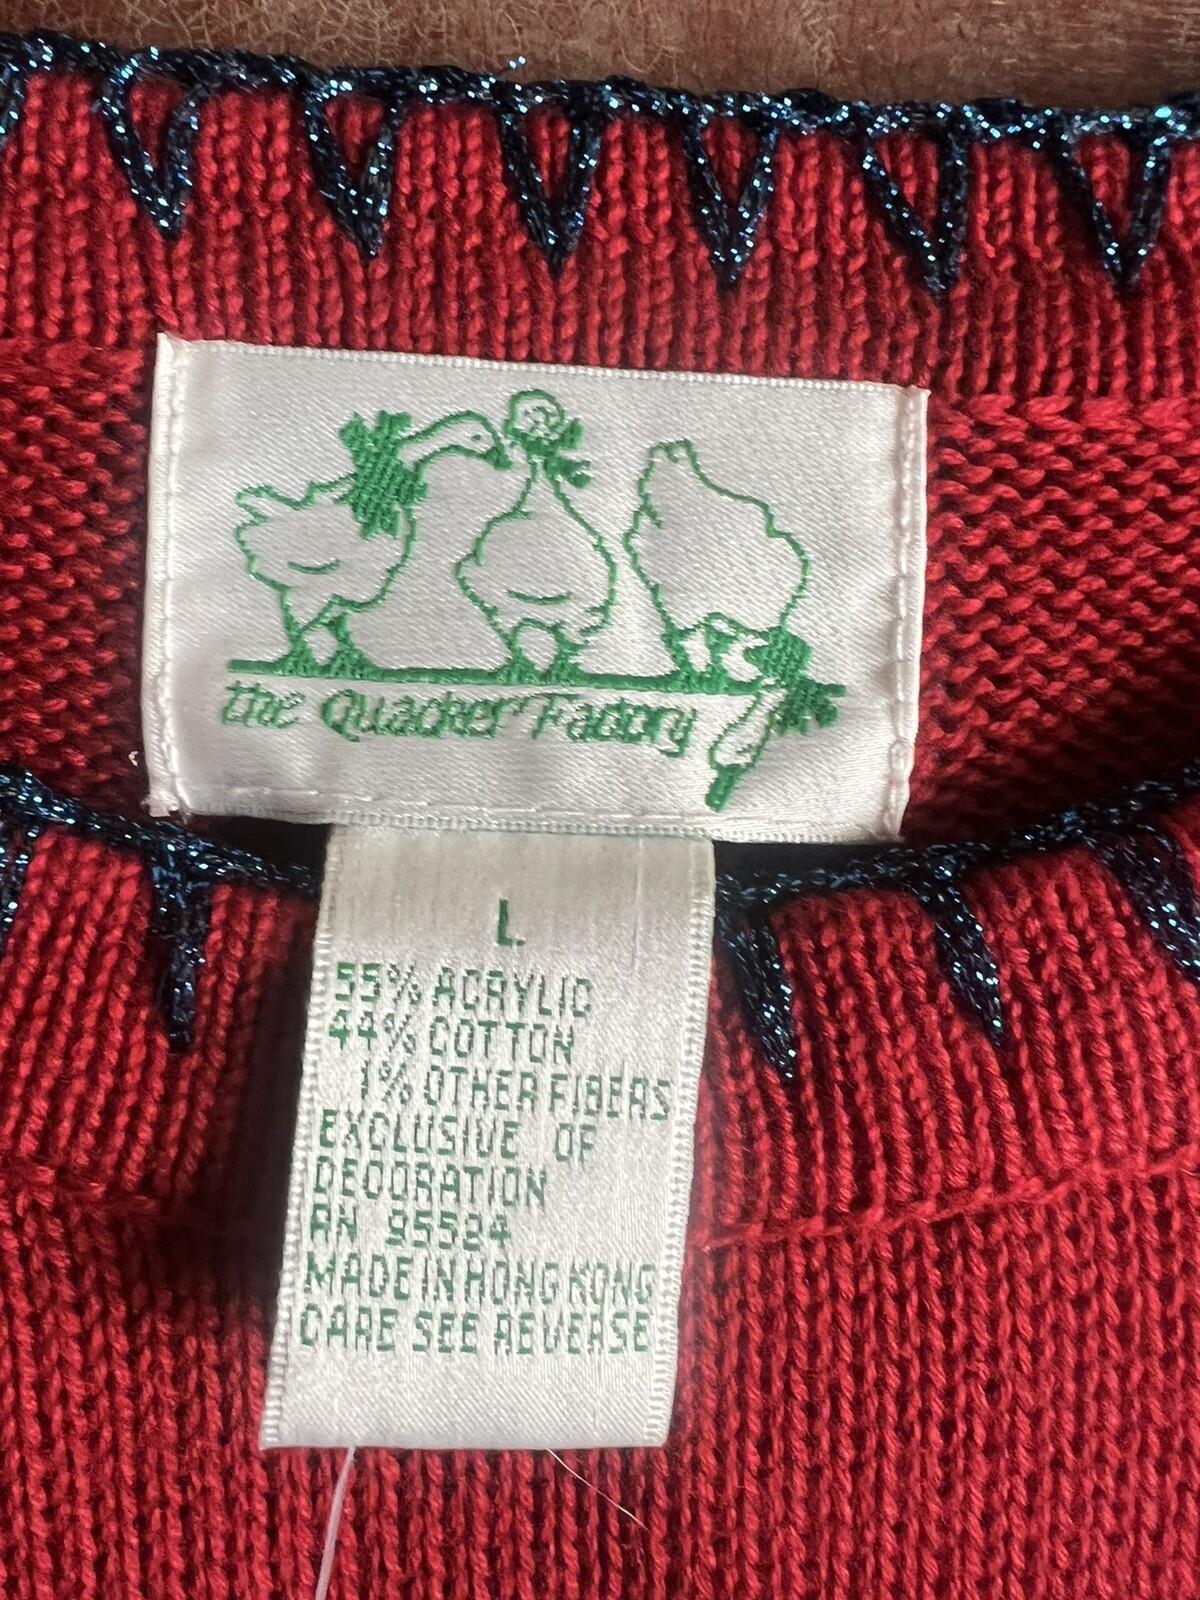 the Quacker Factory
L
55% ACRYLIC
44% COTTON
1% OTHER FIBERS
EXCLUSIVE OF
DECORATION
RN 95524
MADE IN HONG KONG
CARE SEE REVERSE